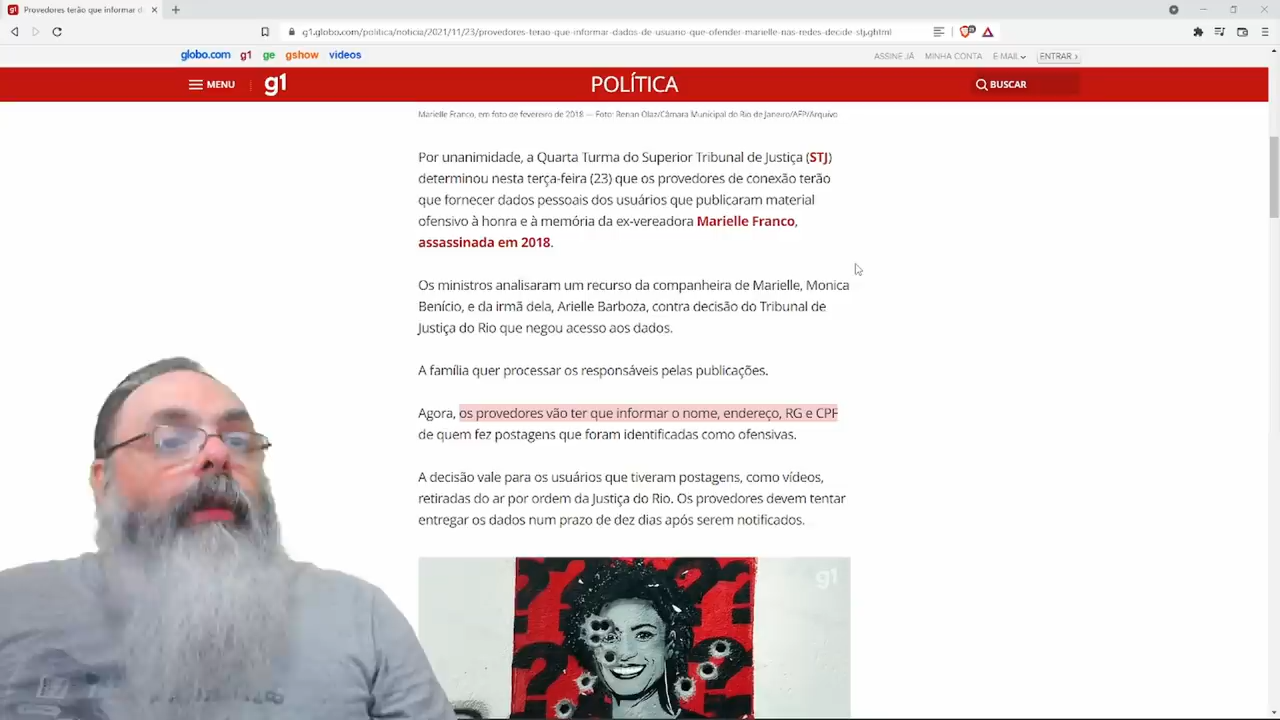 Provedores terão que informar d
g1.globo.com/politica/noticia/2021/11/23/provedores-terao-que-informar-dados-de-usuario-que-ofender-marielle-nas-redes-decide-stj.ghtml
globo.com g1 ge gshow videos
ASSINE JÁ MINHA CONTA E-MAIL ENTRAR ›
MENU g1 POLÍTICA BUSCAR
Marielle Franco, em foto de fevereiro de 2018 — Foto: Renan Olaz/Câmara Municipal do Rio de Janeiro/AFP/Arquivo
Por unanimidade, a Quarta Turma do Superior Tribunal de Justiça (STJ)
determinou nesta terça-feira (23) que os provedores de conexão terão
que fornecer dados pessoais dos usuários que publicaram material
ofensivo à honra e à memória da ex-vereadora Marielle Franco,
assassinada em 2018.
Os ministros analisaram um recurso da companheira de Marielle, Monica
Benício, e da irmã dela, Arielle Barboza, contra decisão do Tribunal de
Justiça do Rio que negou acesso aos dados.
A família quer processar os responsáveis pelas publicações.
Agora, os provedores vão ter que informar o nome, endereço, RG e CPF
de quem fez postagens que foram identificadas como ofensivas.
A decisão vale para os usuários que tiveram postagens, como vídeos,
retiradas do ar por ordem da Justiça do Rio. Os provedores devem tentar
entregar os dados num prazo de dez dias após serem notificados.
g1